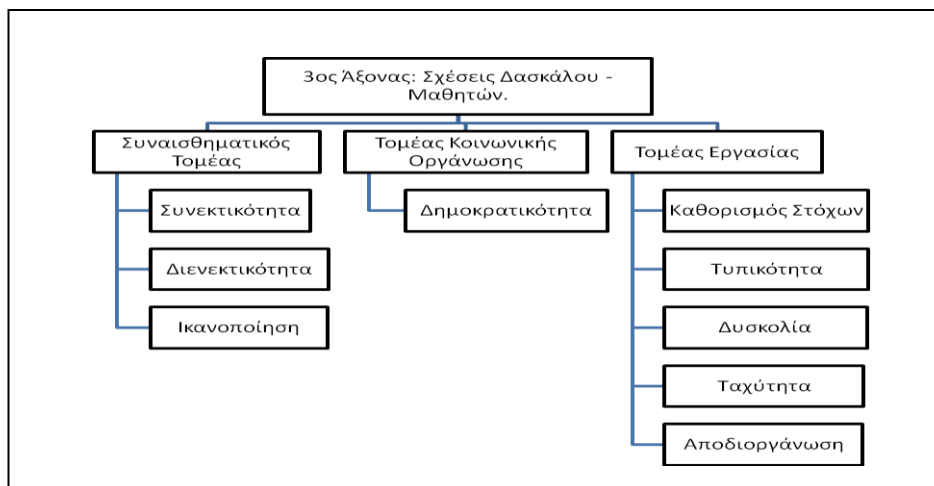 3ος Άξονας: Σχέσεις Δασκάλου -
Μαθητών.
Συναισθηματικός
Τομέας
Τομέας Κοινωνικής
Οργάνωσης
Τομέας Εργασίας
Συνεκτικότητα
Διενεκτικότητα
Ικανοποίηση
Δημοκρατικότητα
Καθορισμός Στόχων
Τυπικότητα
Δυσκολία
Ταχύτητα
Αποδιοργάνωση